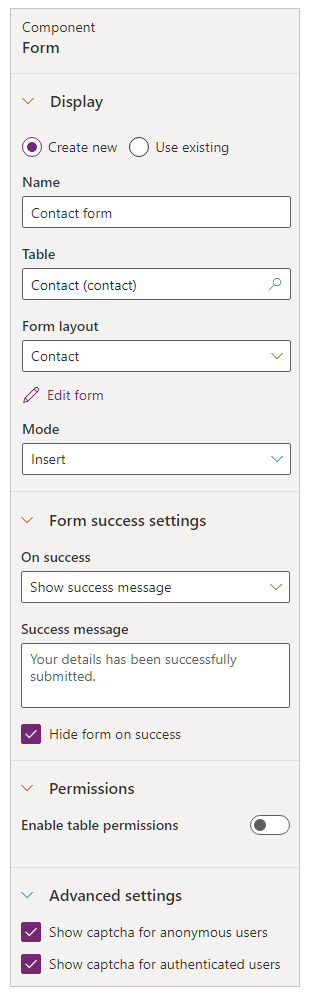 Component
Form
Display
Create new Use existing
Name
Contact form
Table
Contact (contact)
Form layout
Contact
Edit form
Mode
Insert
Form success settings
On success
Show success message
Success message
Your details has been successfully
submitted.
Hide form on success
Permissions
Enable table permissions
Advanced settings
Show captcha for anonymous users
Show captcha for authenticated users